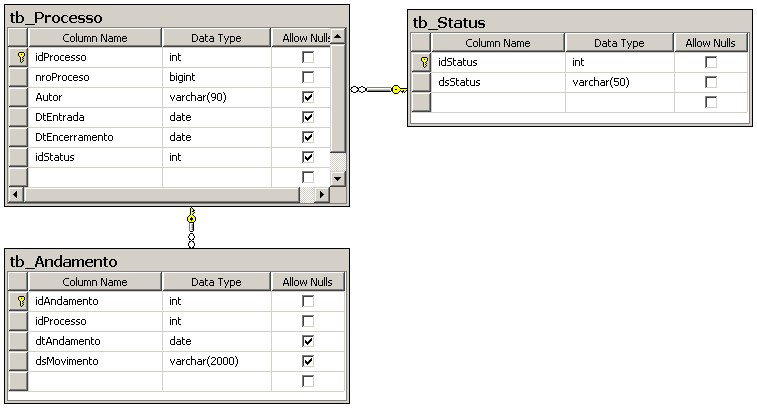 tb_Processo
Column Name Data Type Allow Nulls
idProcesso int
nroProceso bigint
Autor varchar(90)
DtEntrada date
DtEncerramento date
idStatus int
tb_Status
Column Name Data Type Allow Nulls
idStatus int
dsStatus varchar(50)
tb_Andamento
Column Name Data Type Allow Nulls
idAndamento int
idProcesso int
dtAndamento date
dsMovimento varchar(2000)